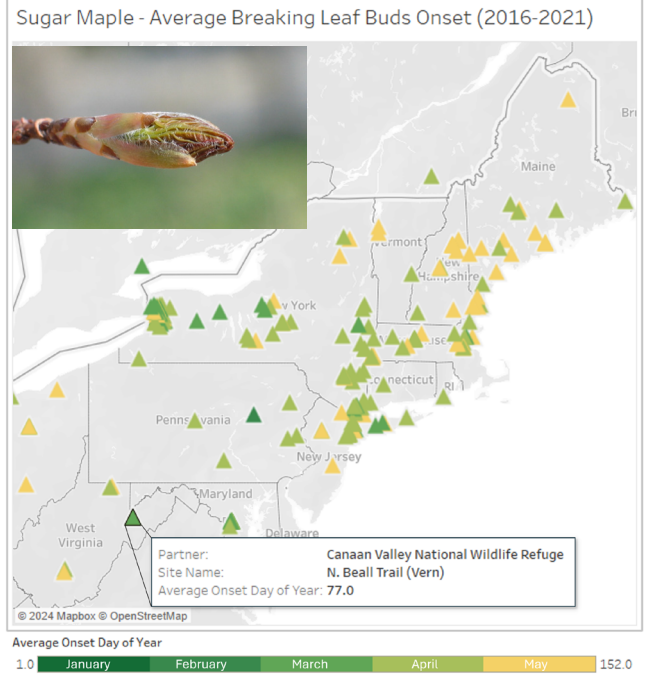 Sugar Maple - Average Breaking Leaf Buds Onset (2016-2021)
Bru
Maine
Vermont
New
Hampshire
New York
Connecticut
RI
Pennsylvania
New Jersey
Maryland
West
Virginia
Delaware
Partner: Canaan Valley National Wildlife Refuge
Site Name: N. Beall Trail (Vern)
Average Onset Day of Year: 77.0
© 2024 Mapbox © OpenStreetMap
Average Onset Day of Year
1.0 January February March April May 152.0